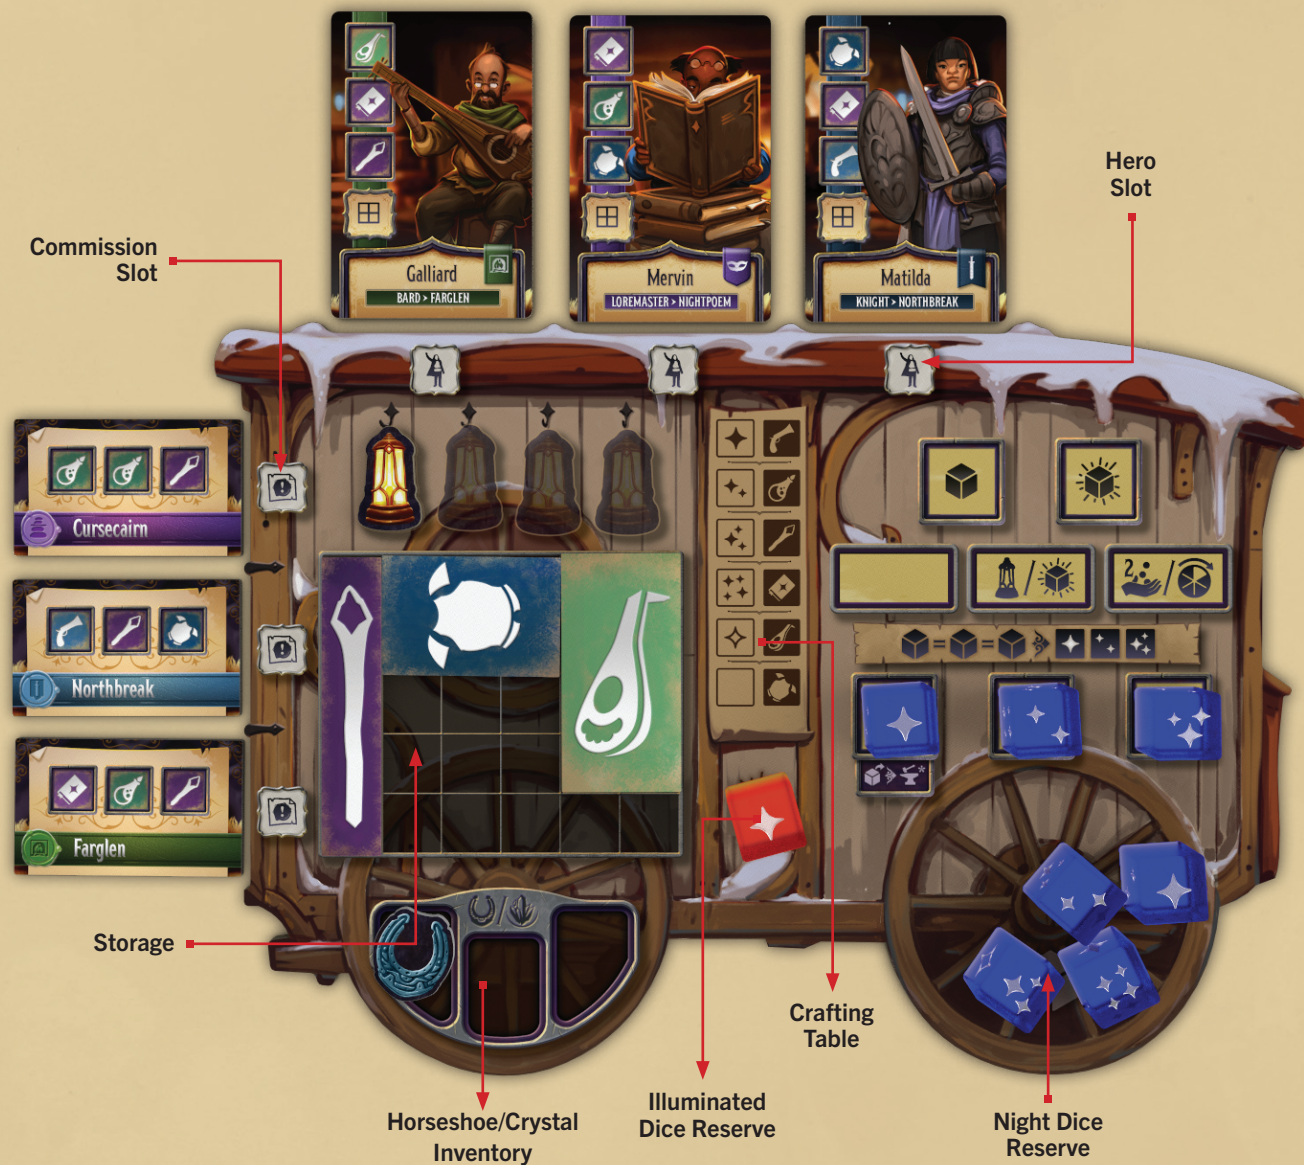 Galliard
BARD > FARGLEN
Mervin
LOREMASTER > NIGHTPOEM
Matilda
KNIGHT > NORTHBREAK
Hero
Slot
Commission
Slot
Cursecairn
Northbreak
Farglen
2
Storage
Crafting
Table
Horseshoe/Crystal
Inventory
Illuminated
Dice Reserve
Night Dice
Reserve